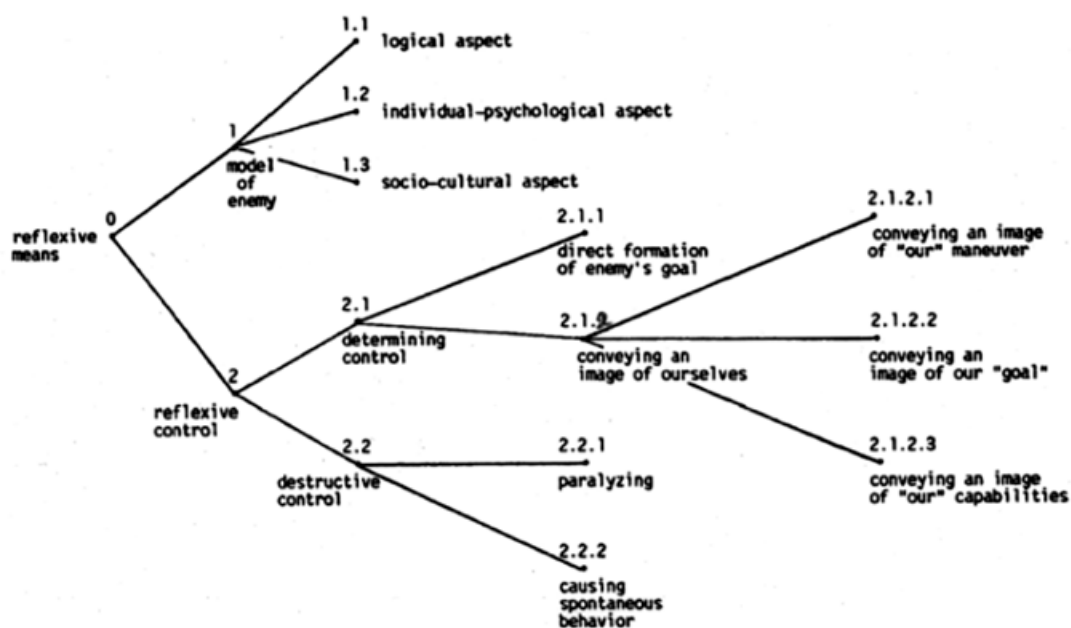 0
reflexive
means
1
model
of
enemy
1.1
logical aspect
1.2
individual-psychological aspect
1.3
socio-cultural aspect
2
reflexive
control
2.1
determining
control
2.1.1
direct formation
of enemy's goal
2.1.2
conveying an
image of ourselves
2.1.2.1
conveying an image
of "our" maneuver
2.1.2.2
conveying an
image of our "goal"
2.1.2.3
conveying an image
of "our" capabilities
2.2
destructive
control
2.2.1
paralyzing
2.2.2
causing
spontaneous
behavior